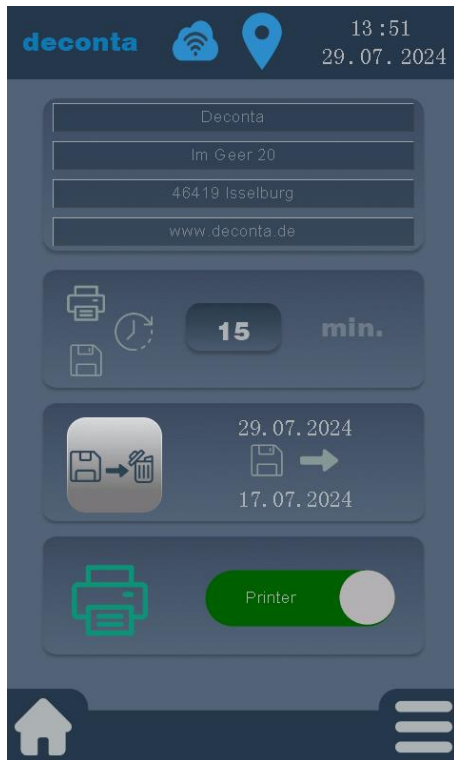 deconta
13:51
29.07.2024
Deconta
Im Geer 20
46419 Isselburg
www.deconta.de
15 min.
29.07.2024
17.07.2024
Printer